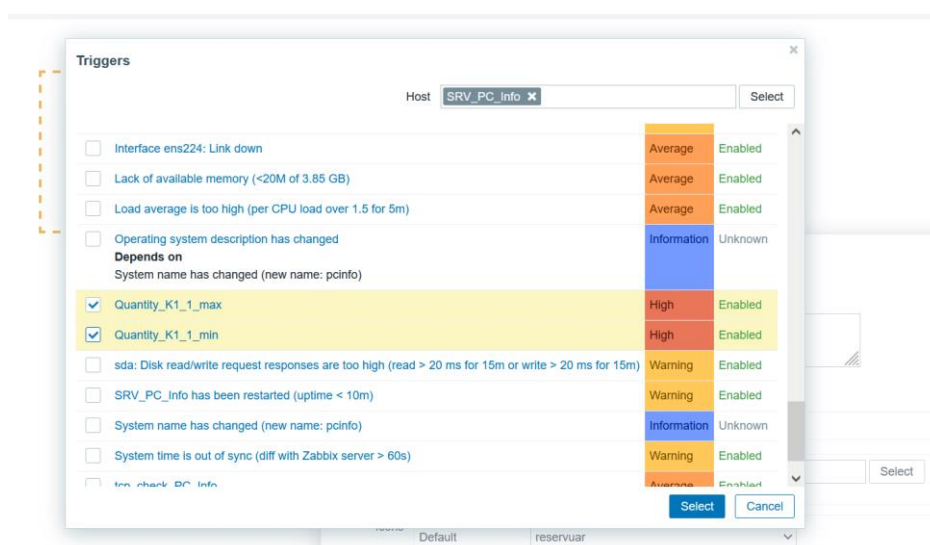 Triggers
Host SRV_PC_Info Select
Interface ens224: Link down Average Enabled
Lack of available memory (<20M of 3.85 GB) Average Enabled
Load average is too high (per CPU load over 1.5 for 5m) Average Enabled
Operating system description has changed Information Unknown
Depends on
System name has changed (new name: pcinfo)
Quantity_K1_1_max High Enabled
Quantity_K1_1_min High Enabled
sda: Disk read/write request responses are too high (read > 20 ms for 15m or write > 20 ms for 15m) Warning Enabled
SRV_PC_Info has been restarted (uptime < 10m) Warning Enabled
System name has changed (new name: pcinfo) Information Unknown
System time is out of sync (diff with Zabbix server > 60s) Warning Enabled
tcp_check_PC_Info Average Enabled
Select
Select Cancel
Icons
Default reservuar